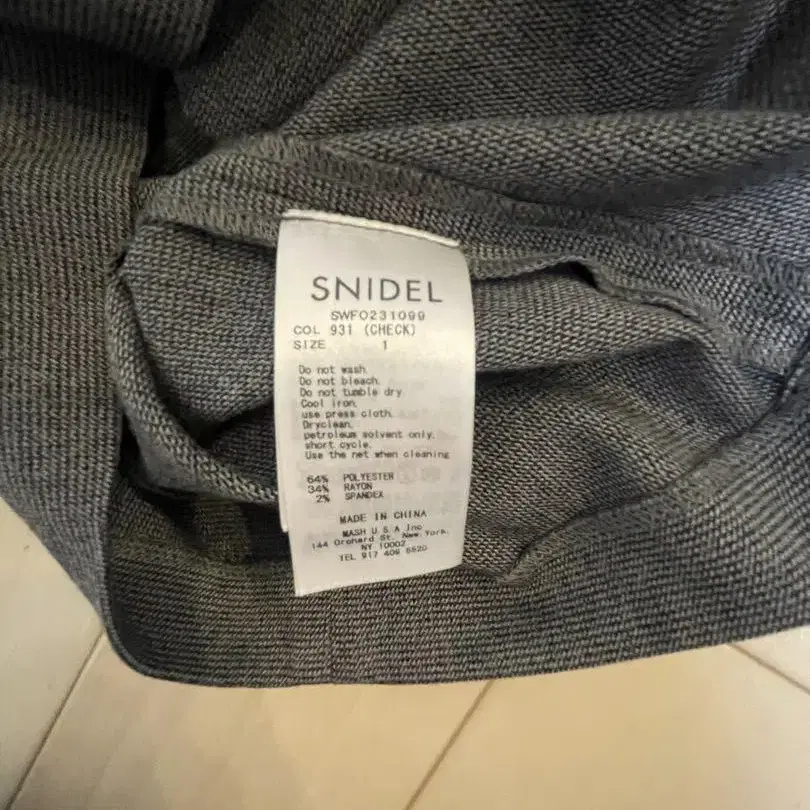 SNIDEL
SWFO231099
COL 931 (CHECK)
SIZE 1
Do not wash.
Do not bleach.
Do not tumble dry
Cool iron,
use press cloth.
Dryclean,
petroleum solvent only,
short cycle.
Use the net when cleaning
64% POLYESTER
34% RAYON
2% SPANDEX
MADE IN CHINA
MASH U S A Inc
144 Orchard St. New York,
NY 10002
TEL 917 408